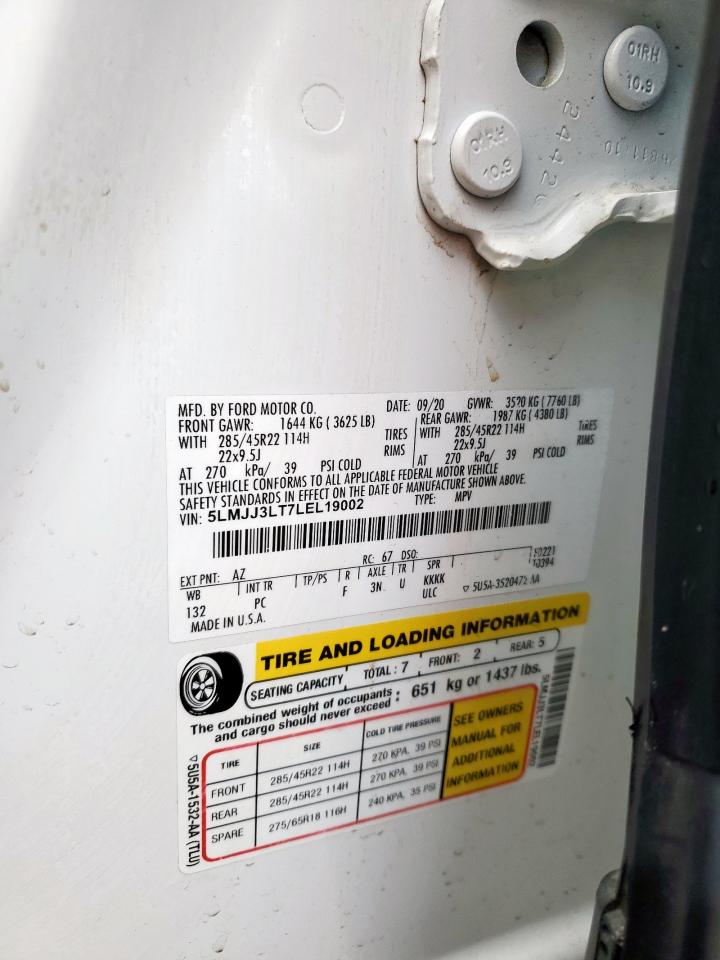 01RH
10.9
01RH
10.9
MFD. BY FORD MOTOR CO. DATE: 09/20 GVWR: 3520 KG ( 7760 LB)
FRONT GAWR: 1644 KG ( 3625 LB) REAR GAWR: 1987 KG ( 4380 LB)
WITH 285/45R22 114H TIRES WITH 285/45R22 114H TIRES
22x9.5J RIMS 22x9.5J RIMS
AT 270 kPa/ 39 PSI COLD AT 270 kPa/ 39 PSI COLD
THIS VEHICLE CONFORMS TO ALL APPLICABLE FEDERAL MOTOR VEHICLE
SAFETY STANDARDS IN EFFECT ON THE DATE OF MANUFACTURE SHOWN ABOVE.
VIN: 5LMJJ3LT7LEL19002 TYPE: MPV
EXT PNT: AZ RC: 67 DSO:
WB INT TR TP/PS R AXLE TR SPR
132 PC F 3N U KKKK
ULC
MADE IN U.S.A. 5U5A-3520472-AA
TIRE AND LOADING INFORMATION
SEATING CAPACITY TOTAL : 7 FRONT: 2 REAR: 5
The combined weight of occupants and cargo should never exceed : 651 kg or 1437 lbs.
TIRE SIZE COLD TIRE PRESSURE
FRONT 285/45R22 114H 270 KPA, 39 PSI
REAR 285/45R22 114H 270 KPA, 39 PSI
SPARE 275/65R18 116H 240 KPA, 35 PSI
SEE OWNERS
MANUAL FOR
ADDITIONAL
INFORMATION
5U5A-1532-AA (TLU)
5LMJJ3LT7LEL19002